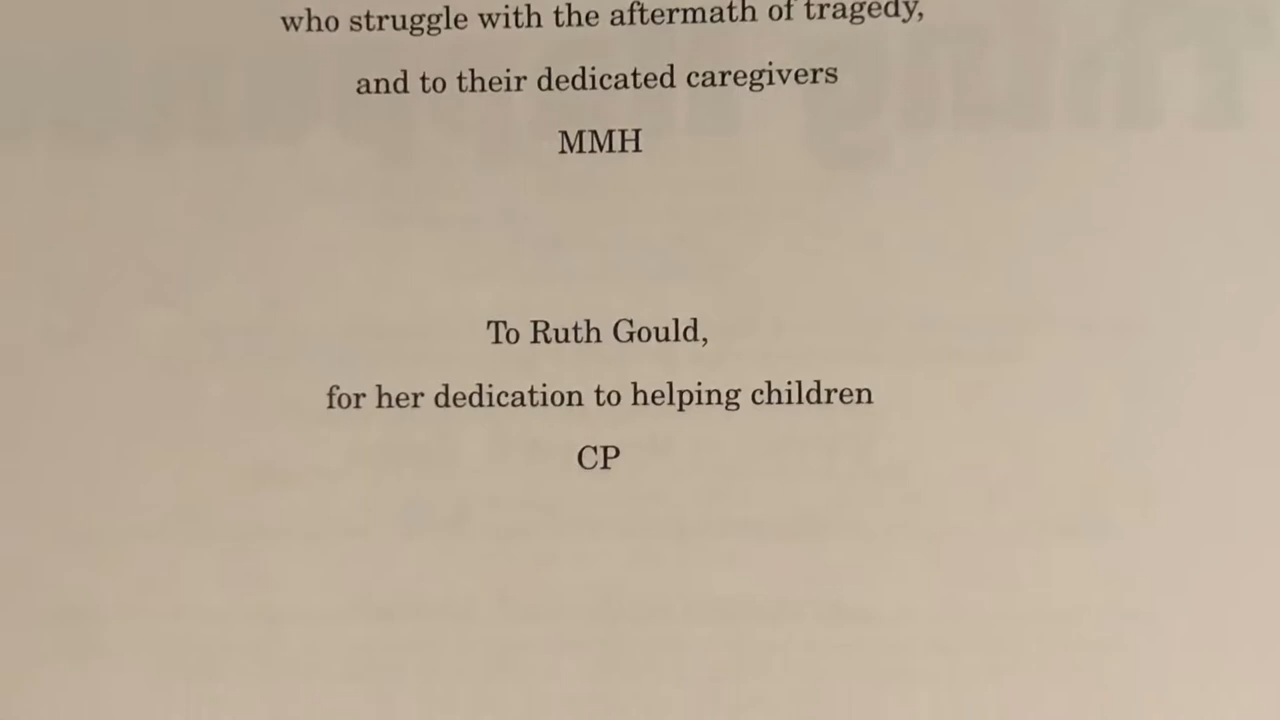 who struggle with the aftermath of tragedy,
and to their dedicated caregivers
MMH
To Ruth Gould,
for her dedication to helping children
CP